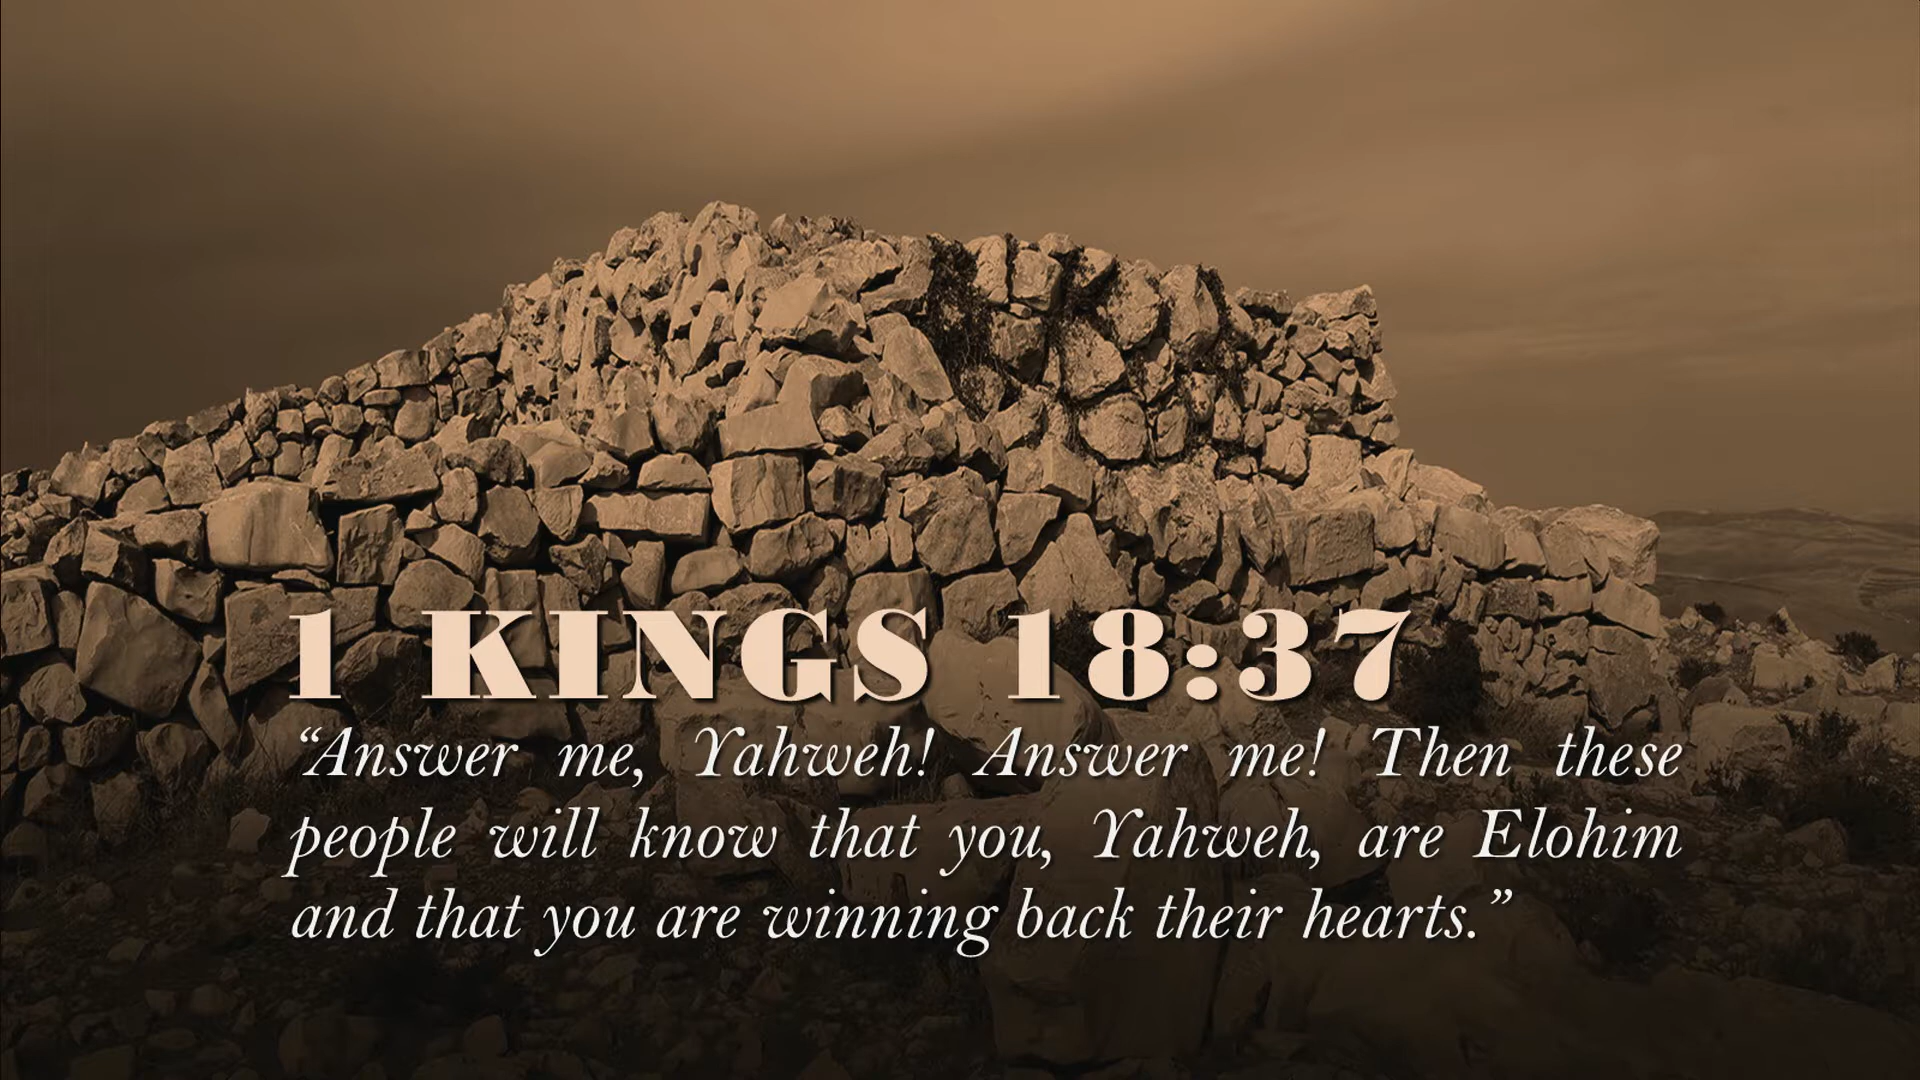 1 KINGS 18:37
“Answer me, Yahweh! Answer me! Then these
people will know that you, Yahweh, are Elohim
and that you are winning back their hearts.”